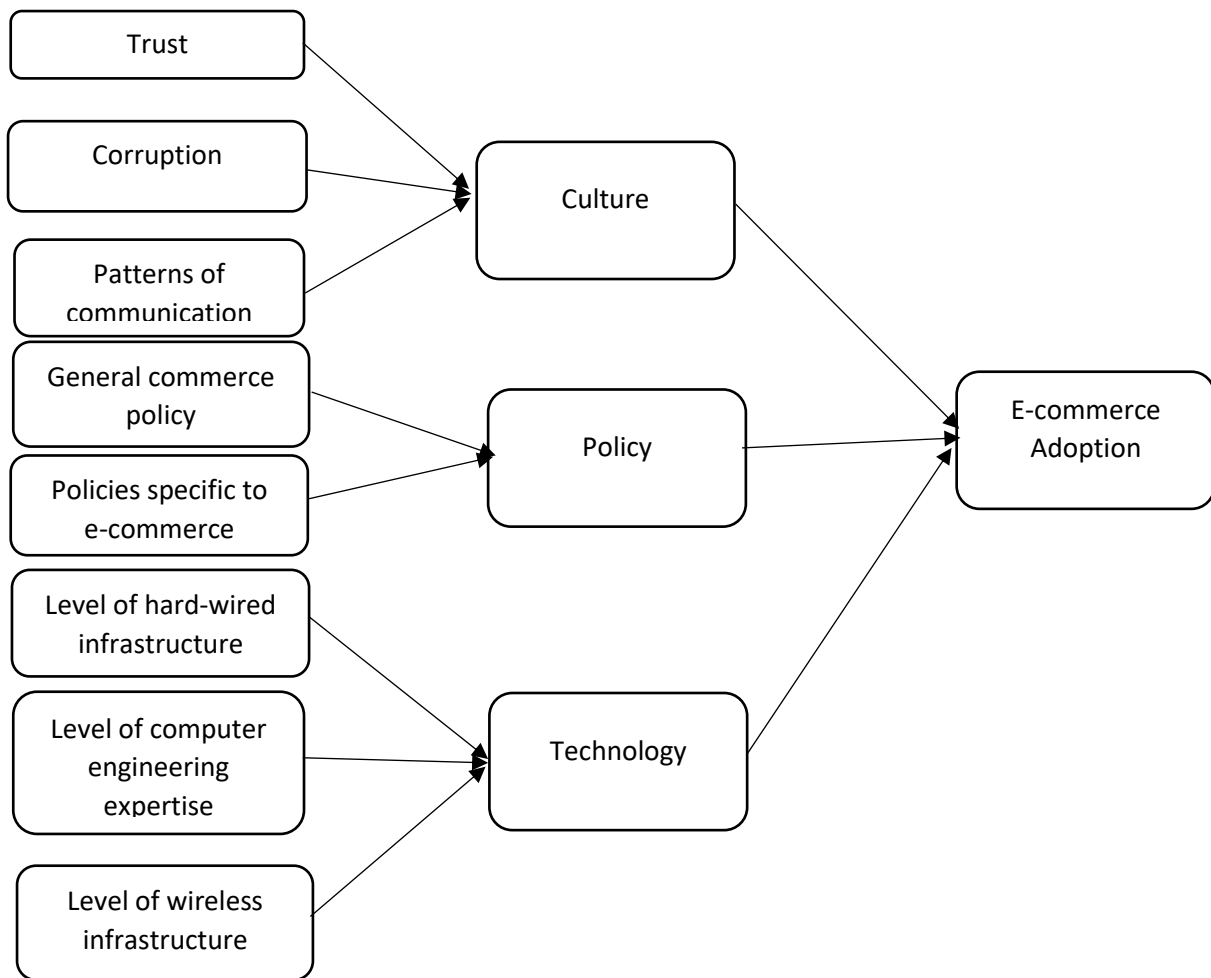 Trust
Corruption
Patterns of
communication
General commerce
policy
Policies specific to
e-commerce
Level of hard-wired
infrastructure
Level of computer
engineering
expertise
Level of wireless
infrastructure
Culture
Policy
Technology
E-commerce
Adoption